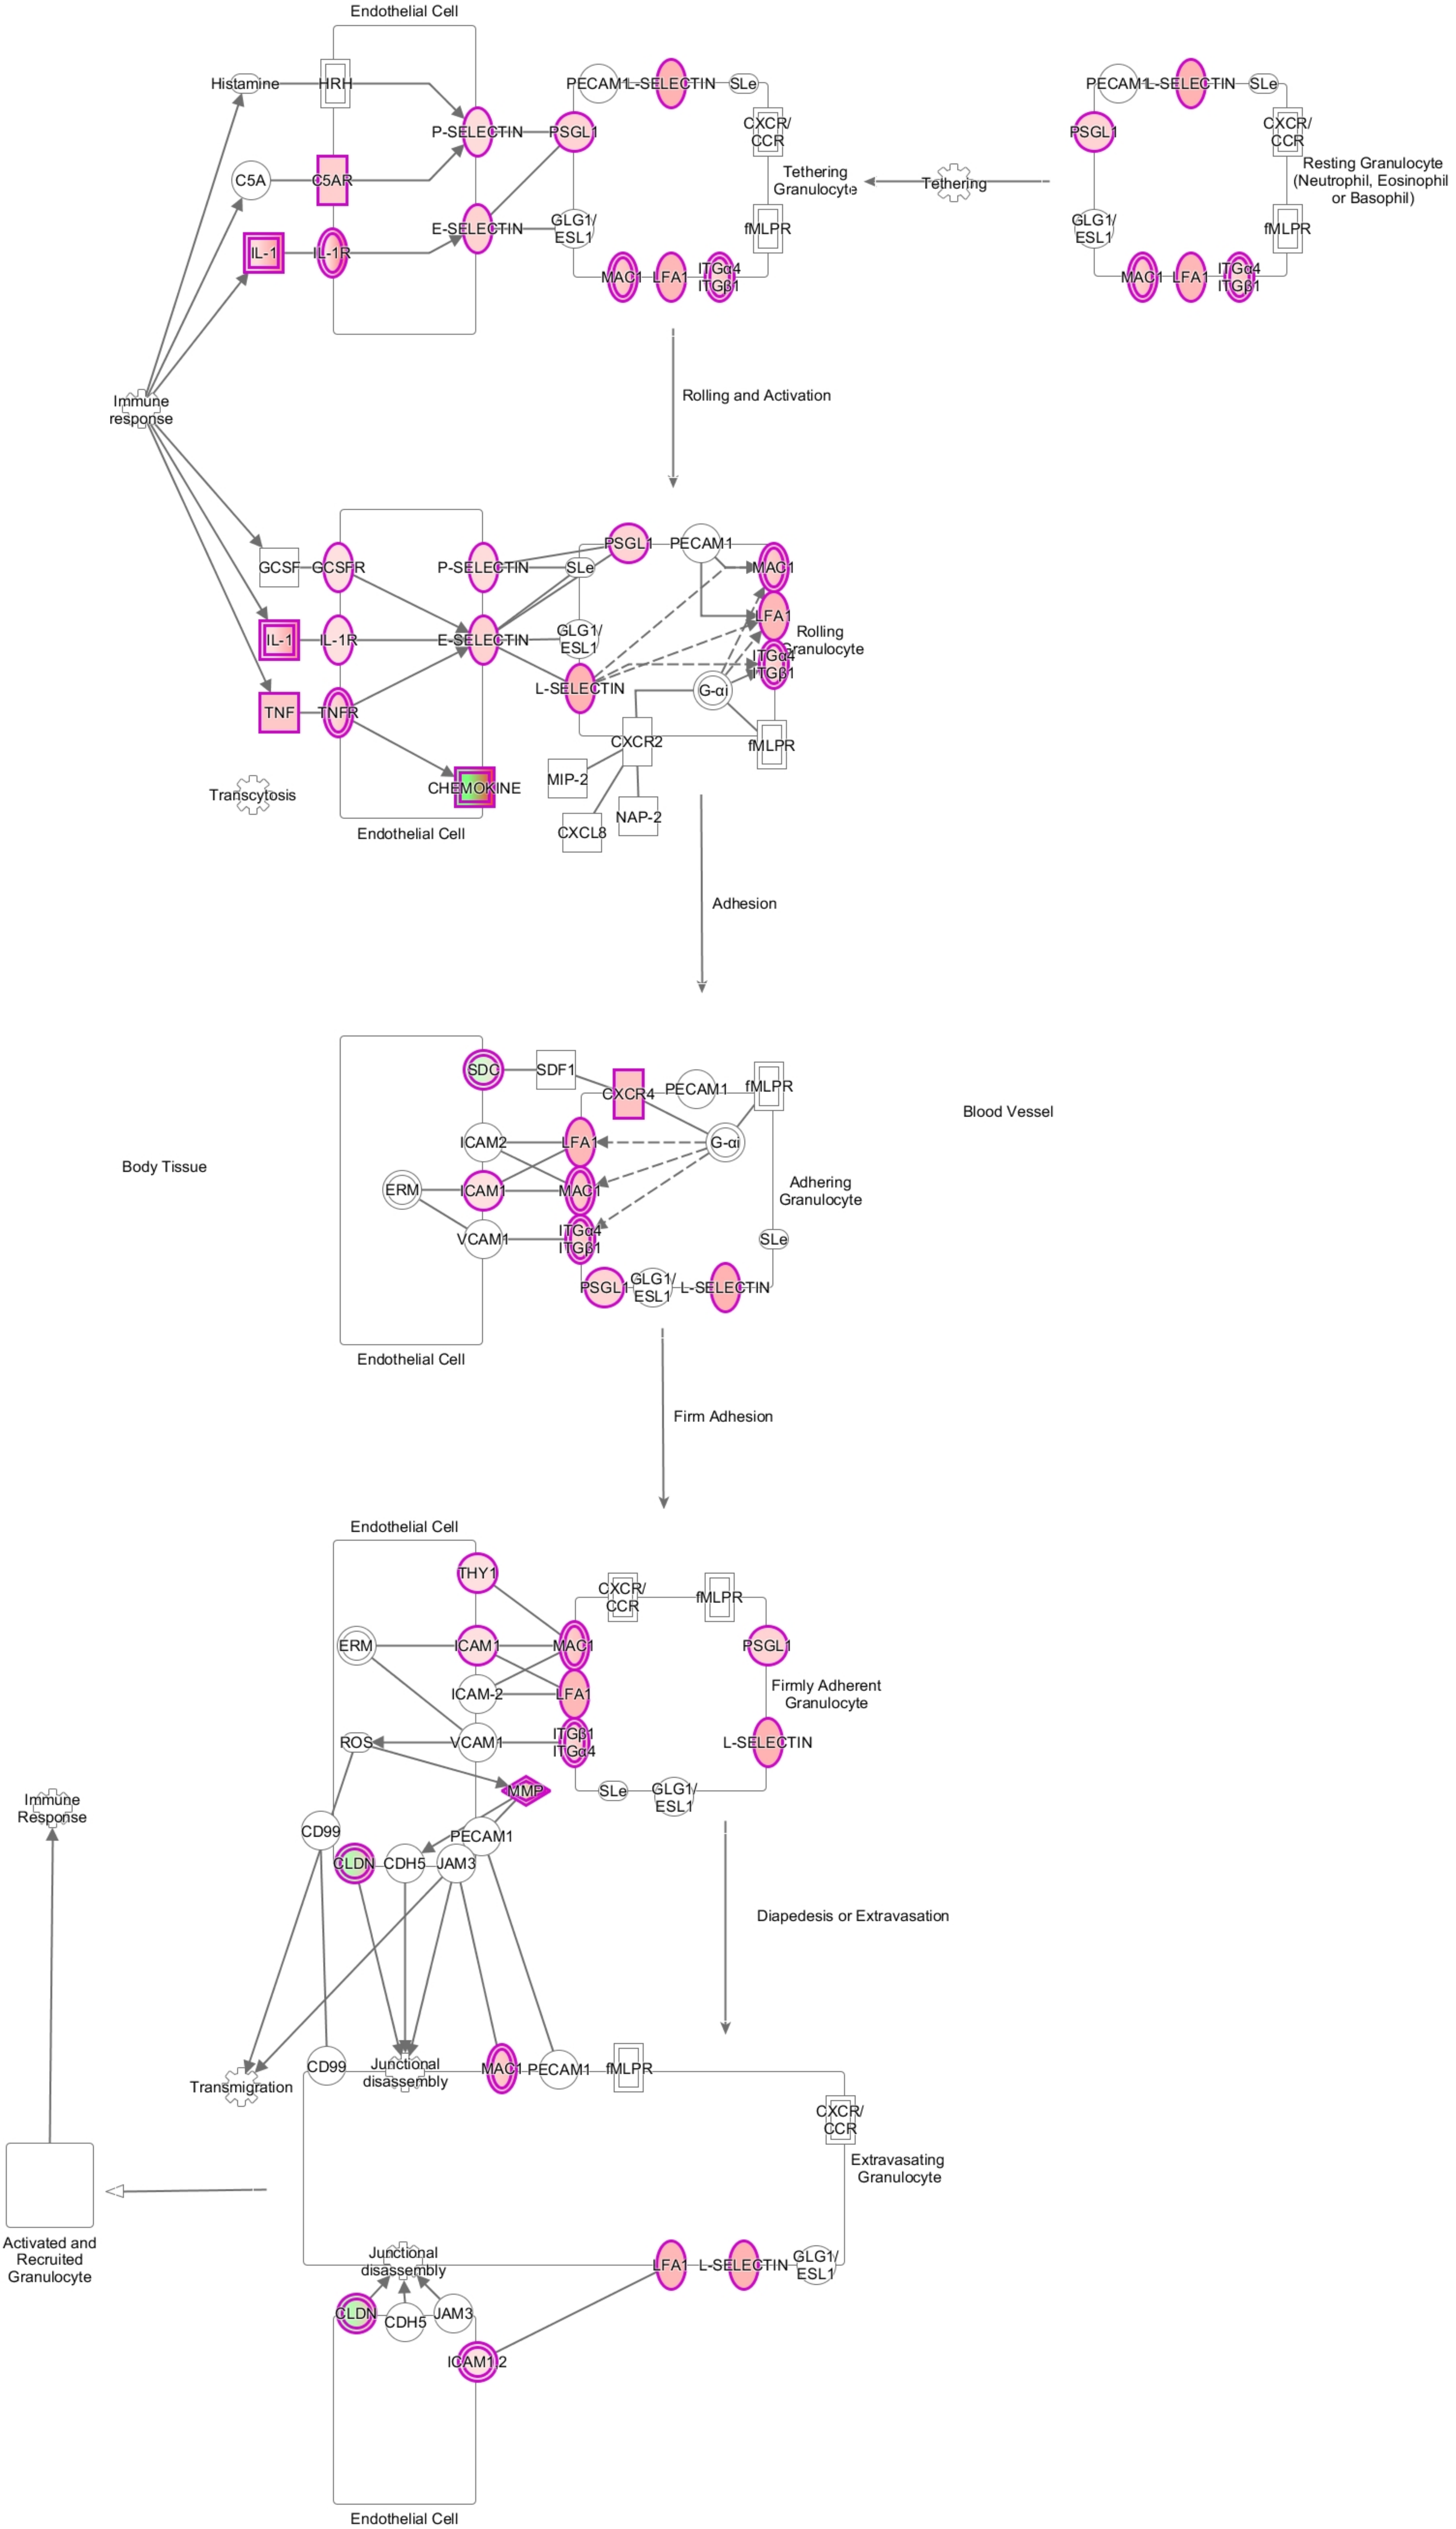 Endothelial Cell
Histamine
HRH
PECAM1
L-SELECTIN
SLe
P-SELECTIN
PSGL1
CXCR/
CCR
C5A
C5AR
Tethering
Granulocyte
E-SELECTIN
GLG1/
ESL1
fMLPR
IL-1
IL-1R
MAC1
LFA1
ITGα4
ITGβ1
Tethering
PECAM1
L-SELECTIN
SLe
PSGL1
CXCR/
CCR
Resting Granulocyte
(Neutrophil, Eosinophil
or Basophil)
GLG1/
ESL1
fMLPR
MAC1
LFA1
ITGα4
ITGβ1
Immune
response
Rolling and Activation
GCSF
GCSFR
P-SELECTIN
SLe
PSGL1
PECAM1
MAC1
LFA1
IL-1
IL-1R
E-SELECTIN
GLG1/
ESL1
Rolling
Granulocyte
ITGα4
ITGβ1
L-SELECTIN
G-αi
TNF
TNFR
CXCR2
fMLPR
MIP-2
CHEMOKINE
NAP-2
CXCL8
Transcytosis
Endothelial Cell
Adhesion
SDC
SDF1
CXCR4
PECAM1
fMLPR
Blood Vessel
ICAM2
LFA1
G-αi
Body Tissue
ERM
ICAM1
MAC1
Adhering
Granulocyte
VCAM1
ITGα4
ITGβ1
SLe
PSGL1
GLG1/
ESL1
L-SELECTIN
Endothelial Cell
Firm Adhesion
Endothelial Cell
THY1
CXCR/
CCR
fMLPR
ERM
ICAM1
MAC1
PSGL1
ICAM-2
LFA1
Firmly Adherent
Granulocyte
ROS
VCAM1
ITGβ1
ITGα4
L-SELECTIN
MMP
SLe
GLG1/
ESL1
Immune
Response
CD99
PECAM1
CLDN
CDH5
JAM3
Diapedesis or Extravasation
CD99
Junctional
disassembly
MAC1
PECAM1
fMLPR
Transmigration
CXCR/
CCR
Extravasating
Granulocyte
Activated and
Recruited
Granulocyte
Junctional
disassembly
LFA1
L-SELECTIN
GLG1/
ESL1
CLDN
CDH5
JAM3
ICAM1,2
Endothelial Cell